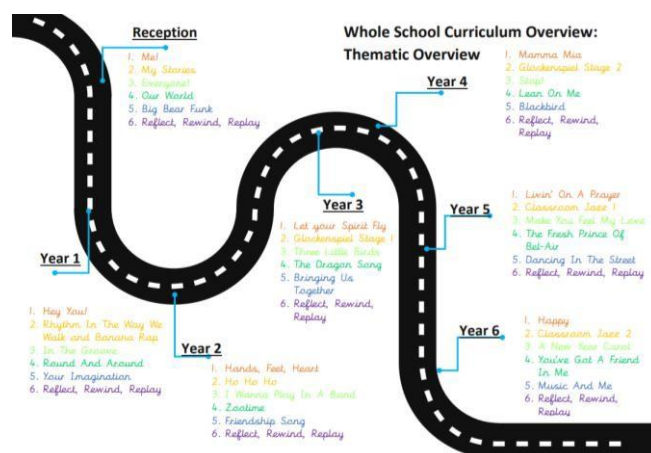 Whole School Curriculum Overview:
Thematic Overview
Reception
1. Me!
2. My Stories
3. Everyone!
4. Our World
5. Big Bear Funk
6. Reflect, Rewind, Replay
Year 1
1. Hey You!
2. Rhythm In The Way We
Walk and Banana Rap
3. In The Groove
4. Round And Around
5. Your Imagination
6. Reflect, Rewind, Replay
Year 2
1. Hands, Feet, Heart
2. Ho Ho Ho
3. I Wanna Play In A Band
4. Zootime
5. Friendship Song
6. Reflect, Rewind, Replay
Year 3
1. Let your Spirit Fly
2. Glockenspiel Stage 1
3. Three Little Birds
4. The Dragon Song
5. Bringing Us
Together
6. Reflect, Rewind,
Replay
Year 4
1. Mamma Mia
2. Glockenspiel Stage 2
3. Stop!
4. Lean On Me
5. Blackbird
6. Reflect, Rewind,
Replay
Year 5
1. Livin' On A Prayer
2. Classroom Jazz 1
3. Make You Feel My Love
4. The Fresh Prince Of
Bel-Air
5. Dancing In The Street
6. Reflect, Rewind, Replay
Year 6
1. Happy
2. Classroom Jazz 2
3. A New Year Carol
4. You've Got A Friend
In Me
5. Music And Me
6. Reflect, Rewind,
Replay